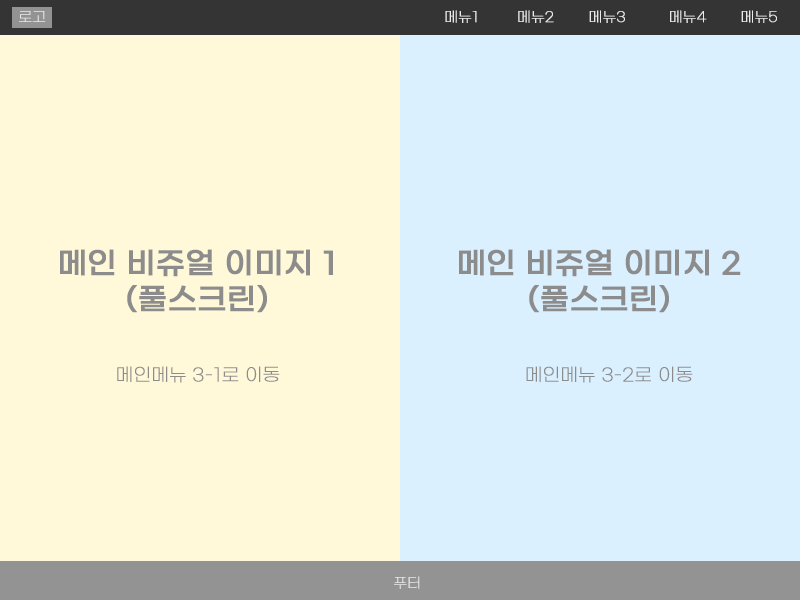 로고
메뉴1 메뉴2 메뉴3 메뉴4 메뉴5
메인 비쥬얼 이미지 1
(풀스크린)
메인메뉴 3-1로 이동
메인 비쥬얼 이미지 2
(풀스크린)
메인메뉴 3-2로 이동
푸터